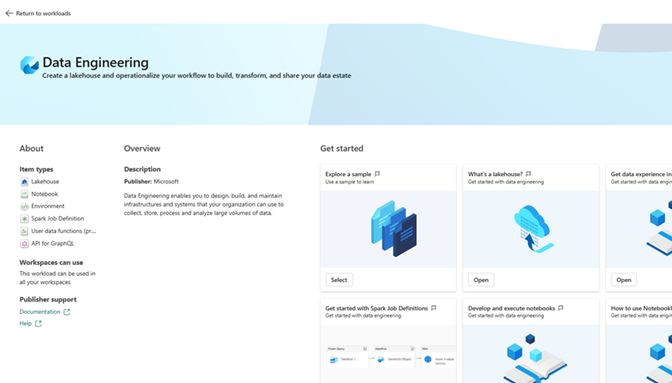 Return to workloads
Data Engineering
Create a lakehouse and operationalize your workflow to build, transform, and share your data estate
About
Item types
Lakehouse
Notebook
Environment
Spark Job Definition
User data functions (pr...
API for GraphQL
Workspaces can use
This workload can be used in
all your workspaces
Publisher support
Documentation
Help
Overview
Description
Publisher: Microsoft
Data Engineering enables you to design, build, and maintain
infrastructures and systems that your organization can use to
collect, store, process and analyze large volumes of data.
Get started
Explore a sample
Use a sample to learn
Select
What's a lakehouse?
Get started with data engineering
Open
Get data experience in
Get started with data engine
Open
Get started with Spark Job Definitions
Get started with data engineering
Develop and execute notebooks
Get started with data engineering
How to use Notebook
Get started with data engine